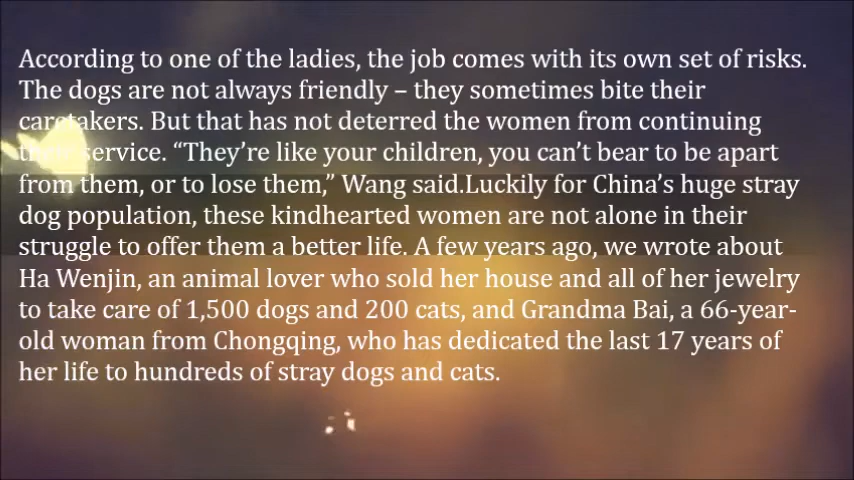 According to one of the ladies, the job comes with its own set of risks.
The dogs are not always friendly – they sometimes bite their
caretakers. But that has not deterred the women from continuing
their service. “They’re like your children, you can’t bear to be apart
from them, or to lose them,” Wang said.Luckily for China’s huge stray
dog population, these kindhearted women are not alone in their
struggle to offer them a better life. A few years ago, we wrote about
Ha Wenjin, an animal lover who sold her house and all of her jewelry
to take care of 1,500 dogs and 200 cats, and Grandma Bai, a 66-year-
old woman from Chongqing, who has dedicated the last 17 years of
her life to hundreds of stray dogs and cats.